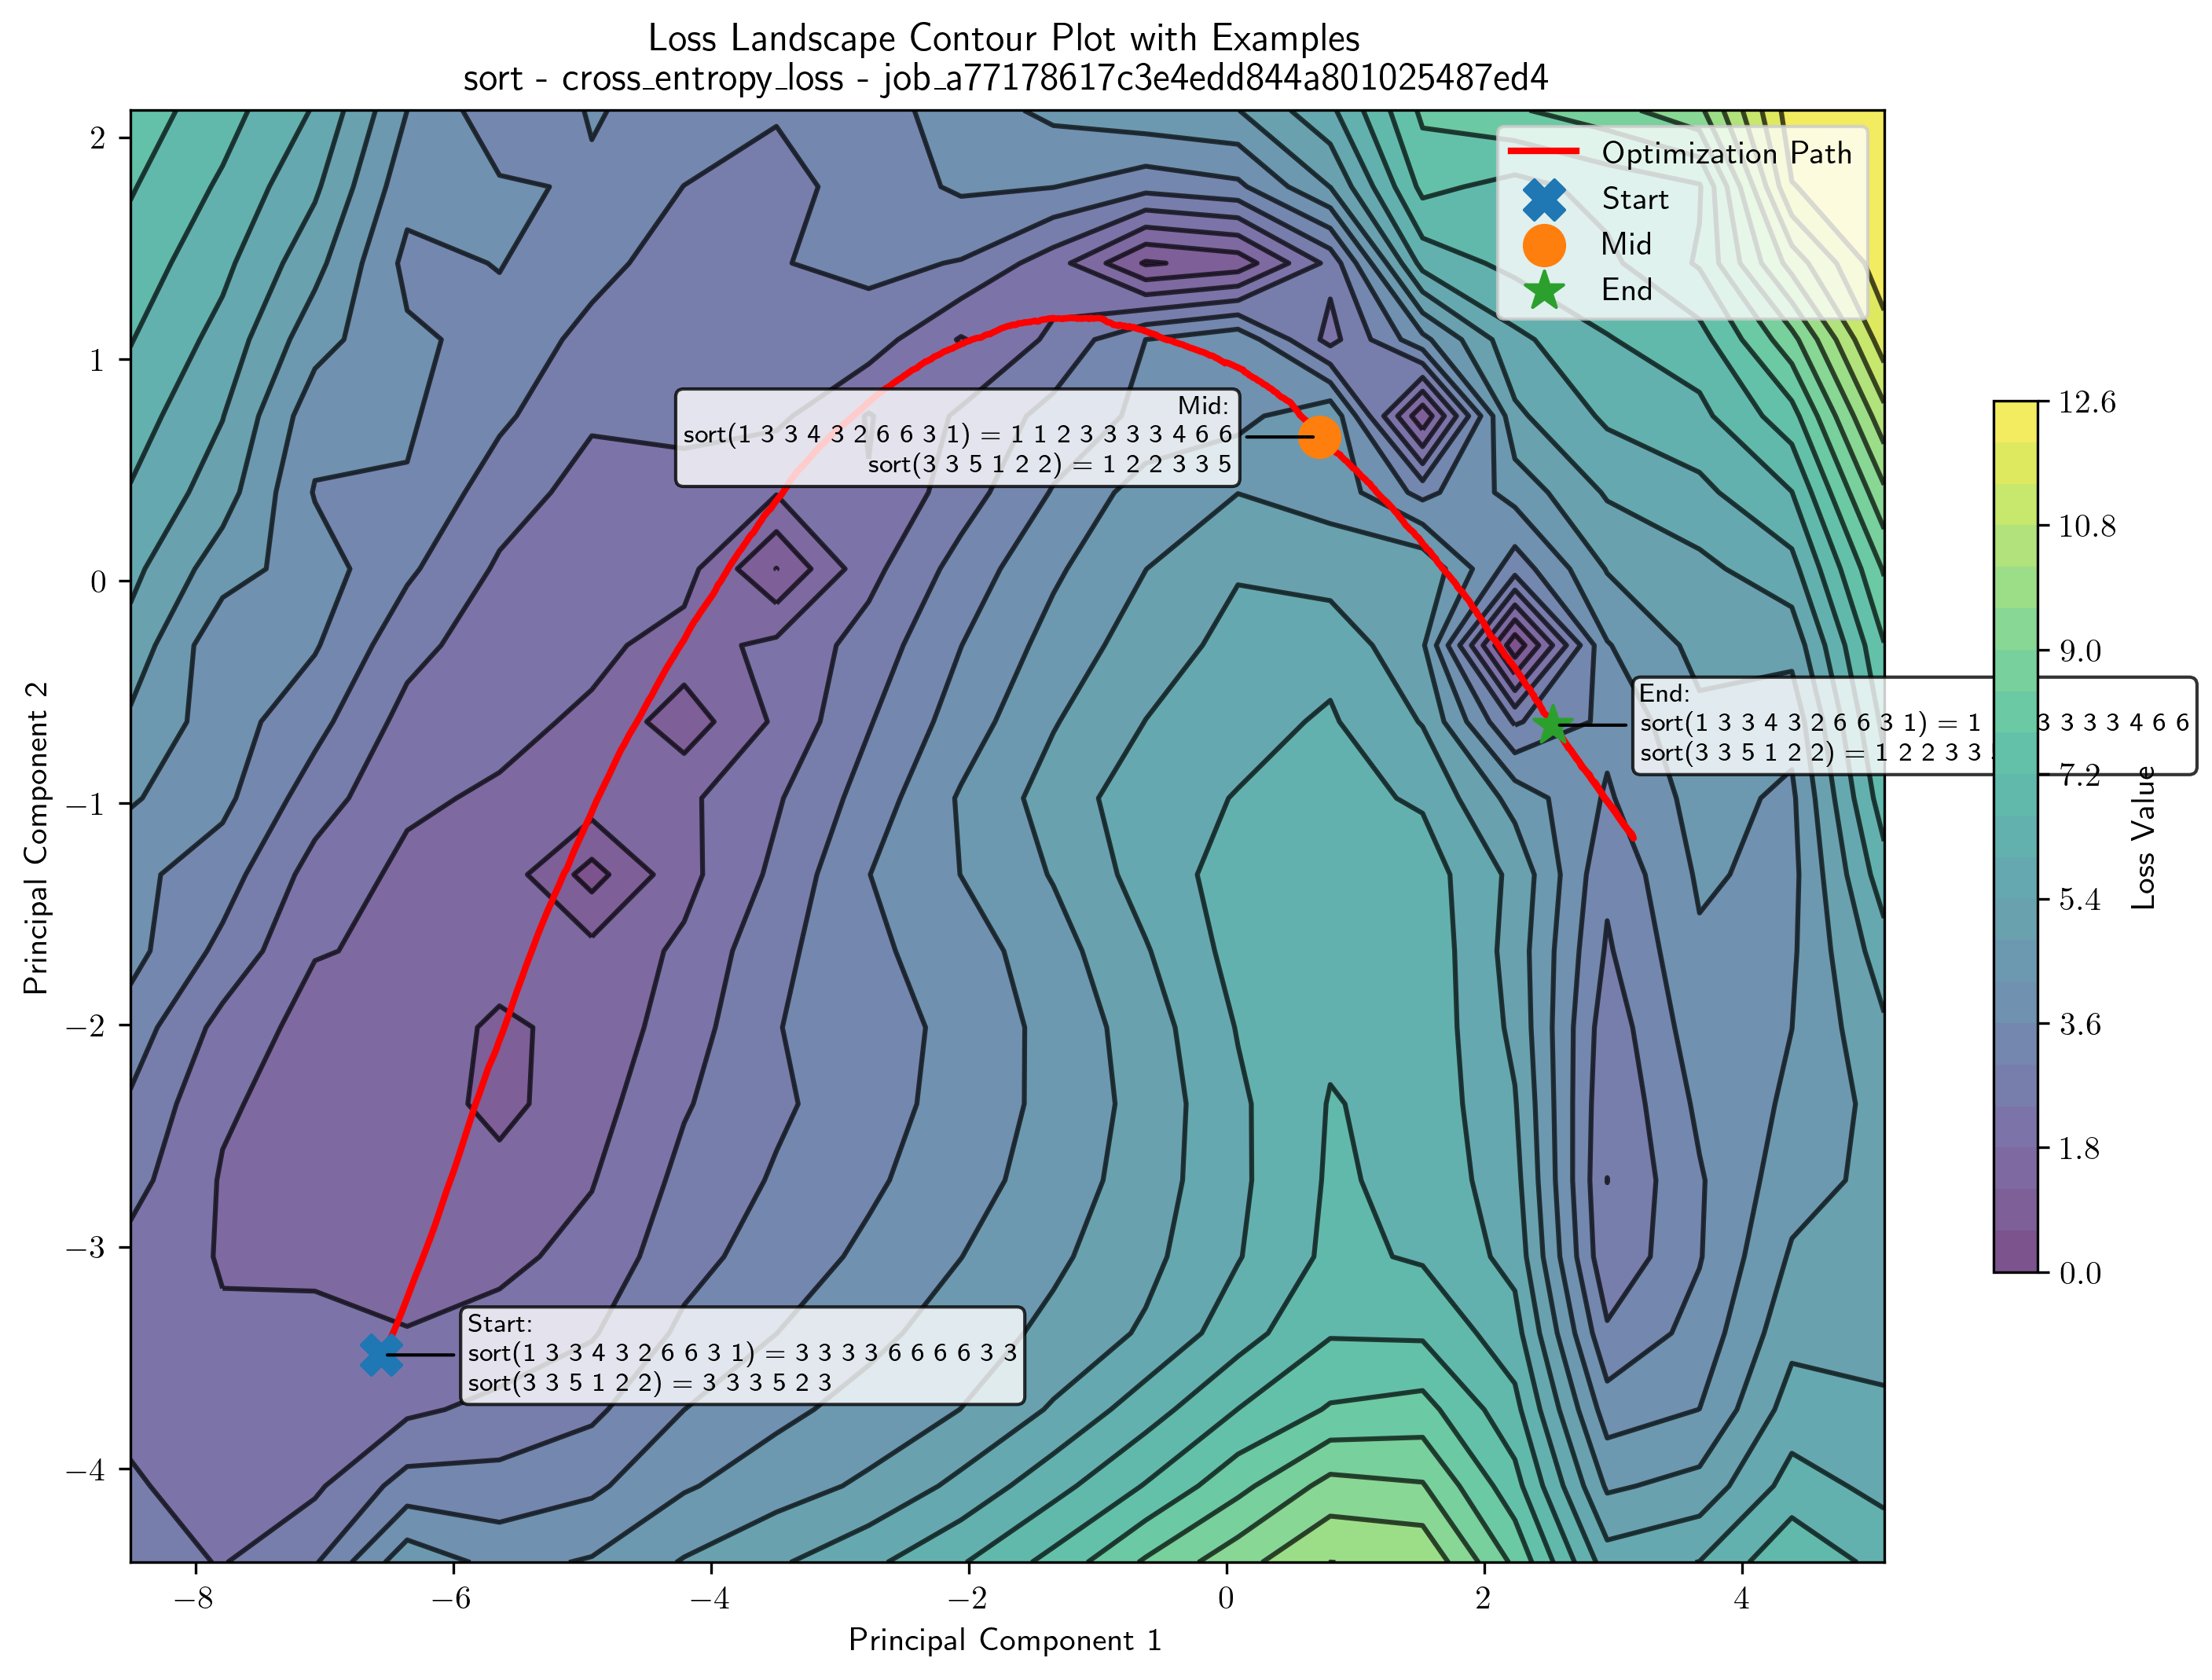 Loss Landscape Contour Plot with Examples
sort - cross_entropy_loss - job_a77178617c3e4edd844a801025487ed4
Optimization Path
Start
Mid
End
Mid:
sort(1 3 3 4 3 2 6 6 3 1) = 1 1 2 3 3 3 3 4 6 6
sort(3 3 5 1 2 2) = 1 2 2 3 3 5
End:
sort(1 3 3 4 3 2 6 6 3 1) = 1 3 3 3 3 4 6 6
sort(3 3 5 1 2 2) = 1 2 2 3 3
Start:
sort(1 3 3 4 3 2 6 6 3 1) = 3 3 3 3 6 6 6 6 3 3
sort(3 3 5 1 2 2) = 3 3 3 5 2 3
2
1
0
−1
−2
−3
−4
Principal Component 2
−8
−6
−4
−2
0
2
4
Principal Component 1
12.6
10.8
9.0
7.2
5.4
3.6
1.8
0.0
Loss Value